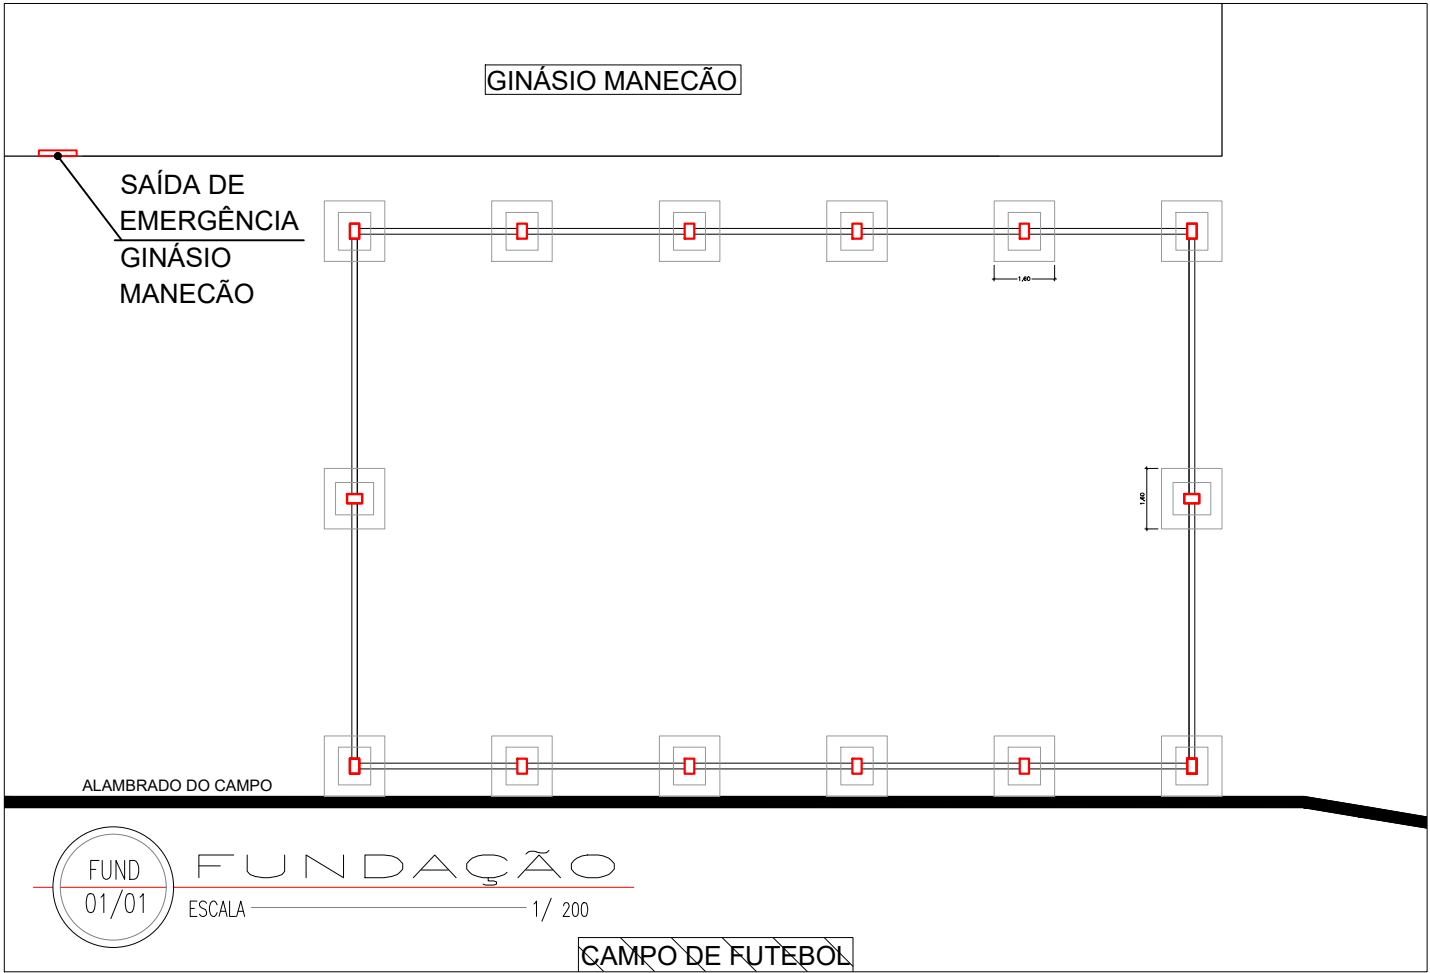 GINÁSIO MANECÃO
SAÍDA DE
EMERGÊNCIA
GINÁSIO
MANECÃO
1,60
1,60
ALAMBRADO DO CAMPO
FUND
01/01
FUNDAÇÃO
ESCALA 1/ 200
CAMPO DE FUTEBOL